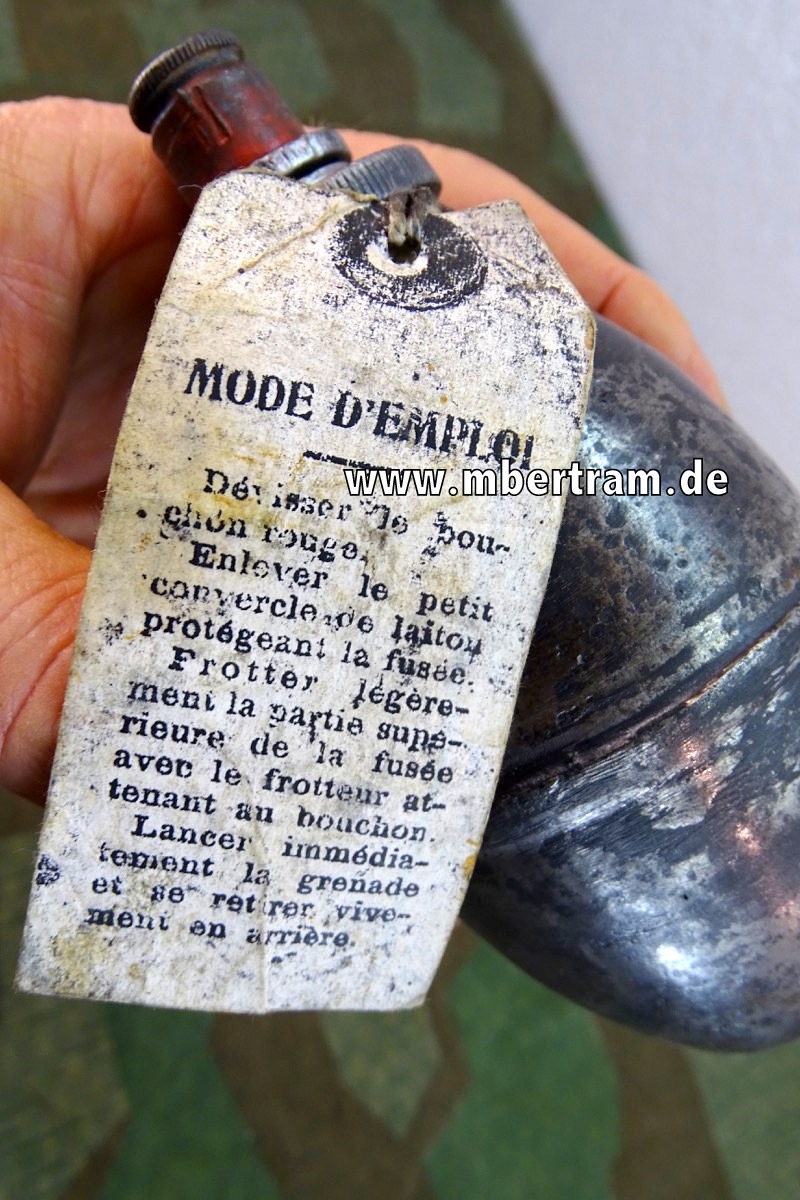 MODE D'EMPLOI
www.mbertram.de
Dévisser le bou-
chon rouge.
Enlever le petit
couvercle de laiton
protégeant la fusée.
Frotter légère-
ment la partie supé-
rieure de la fusée
avec le frotteur at-
tenant au bouchon.
Lancer immédia-
tement la grenade
et se retirer vive-
ment en arrière.